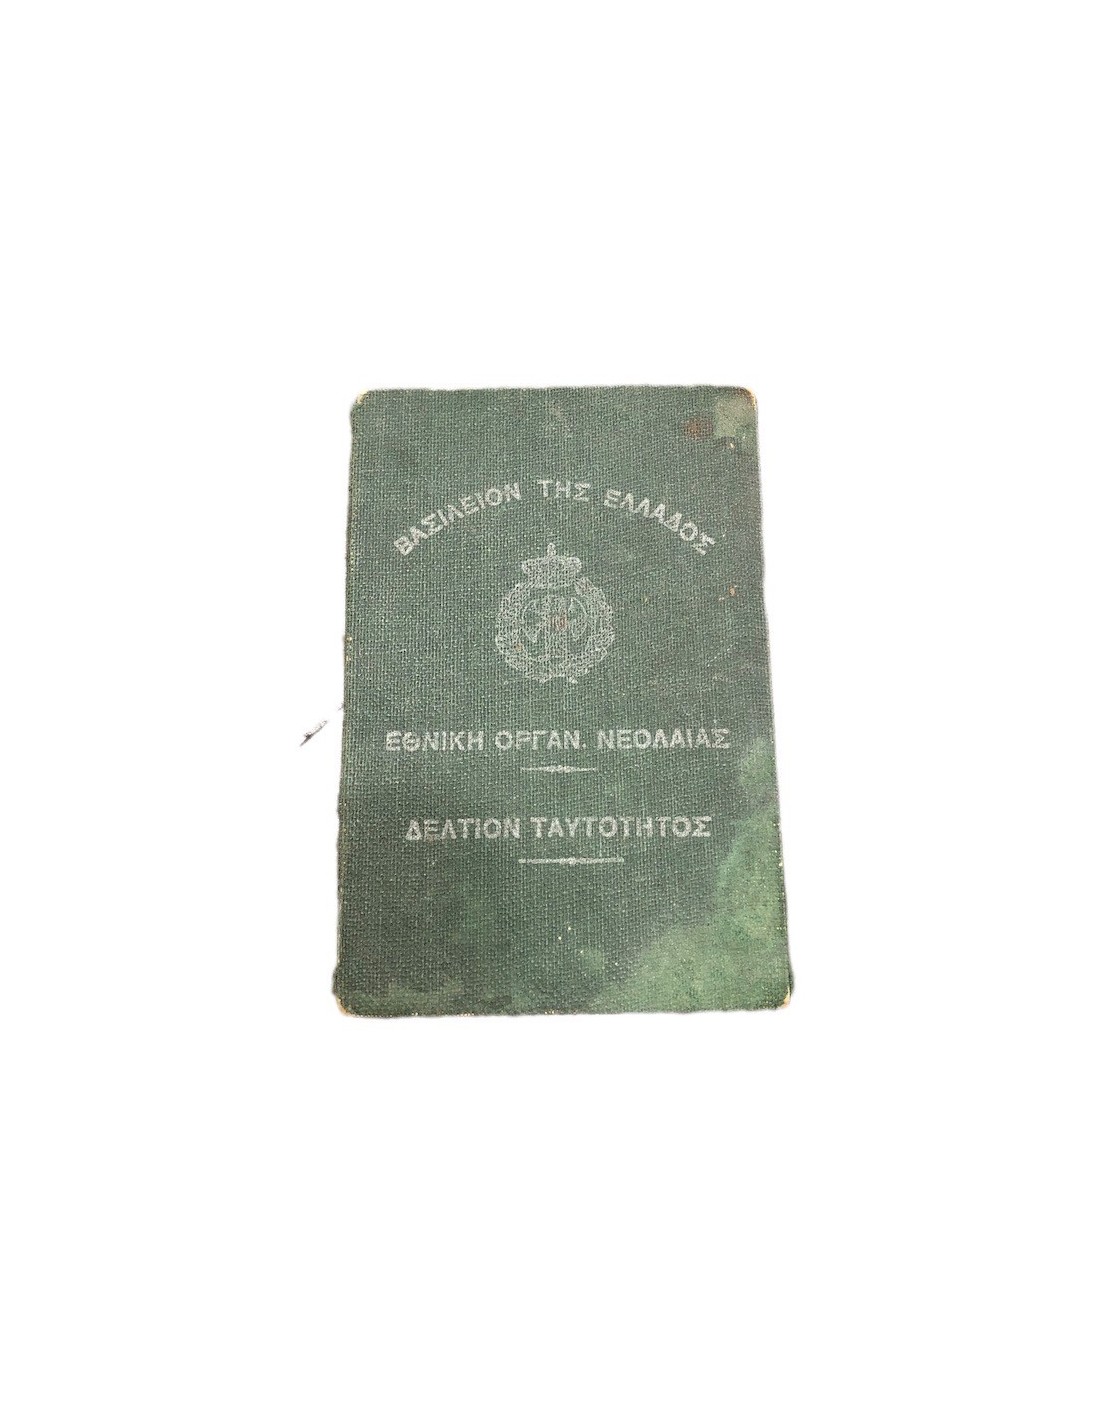 ΒΑΣΙΛΕΙΟΝ ΤΗΣ ΕΛΛΑΔΟΣ
ΕΘΝΙΚΗ ΟΡΓΑΝ. ΝΕΟΛΑΙΑΣ
ΔΕΛΤΙΟΝ ΤΑΥΤΟΤΗΤΟΣ